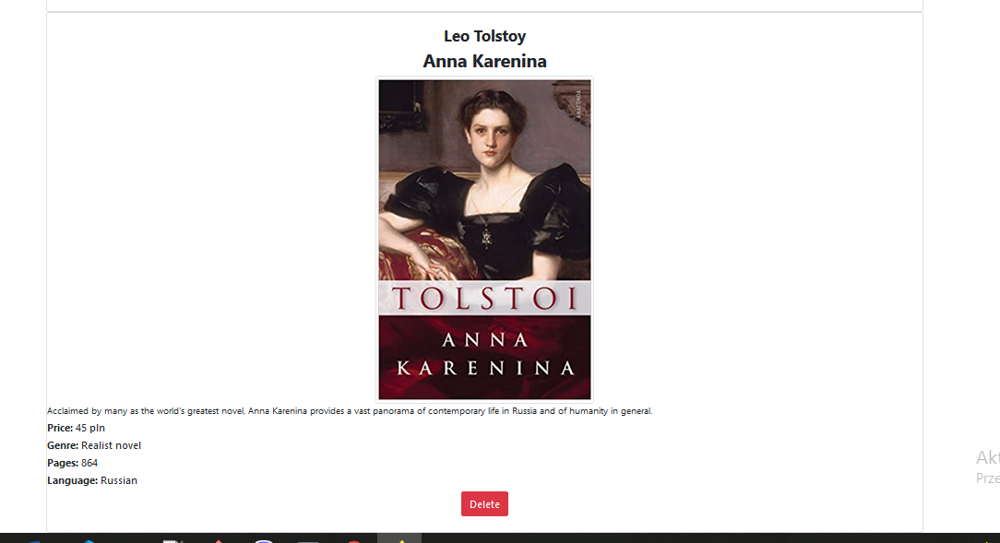 Leo Tolstoy
Anna Karenina
ANACONDA
TOLSTOI
ANNA
KARENINA
Acclaimed by many as the world's greatest novel, Anna Karenina provides a vast panorama of contemporary life in Russia and of humanity in general.
Price: 45 pln
Genre: Realist novel
Pages: 864
Language: Russian
Akt
Prze
Delete